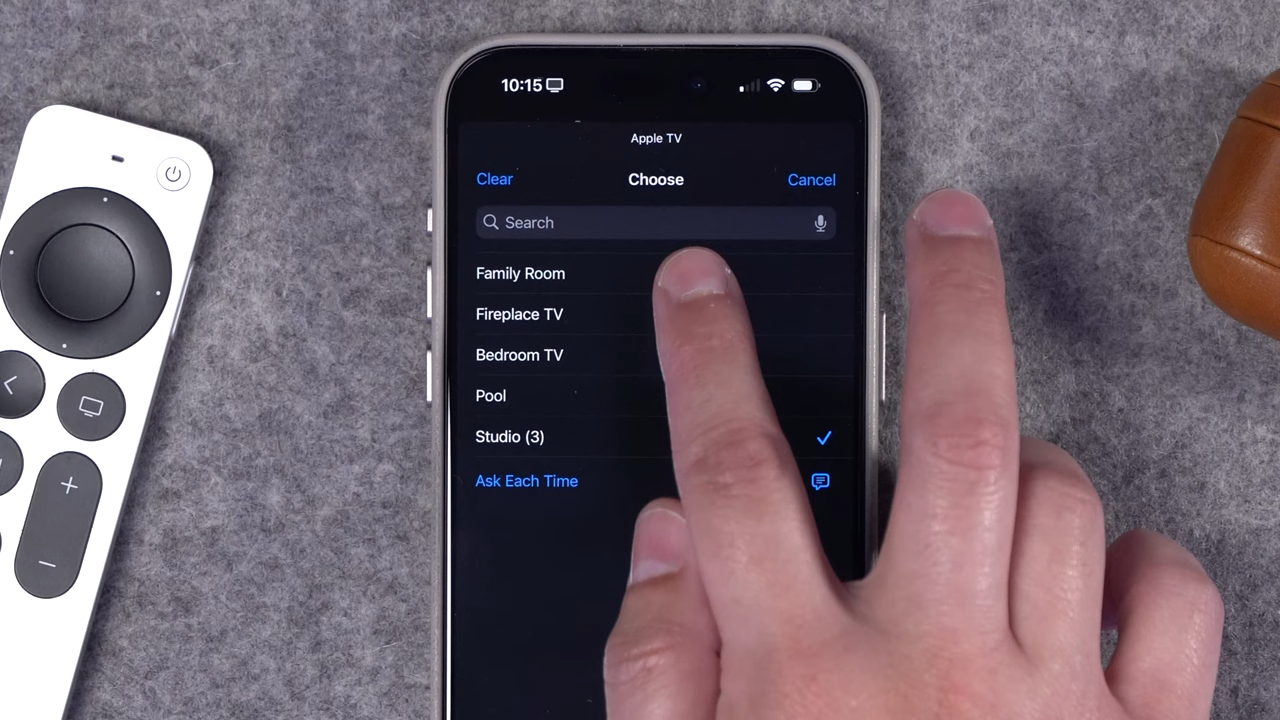 10:15
Apple TV
Clear Choose Cancel
Search
Family Room
Fireplace TV
Bedroom TV
Pool
Studio (3)
Ask Each Time